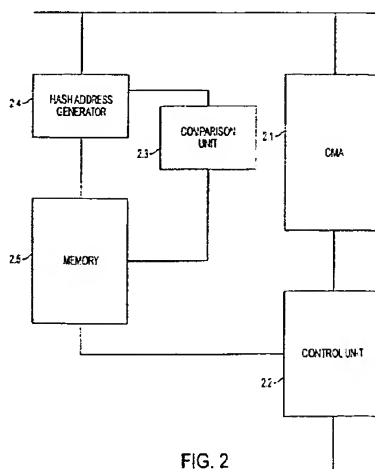 2.4
HASH ADDRESS
GENERATOR
COMPARISON
UNIT
2.3
2.1
CMA
2.5
MEMORY
CONTROL UNIT
2.2
FIG. 2